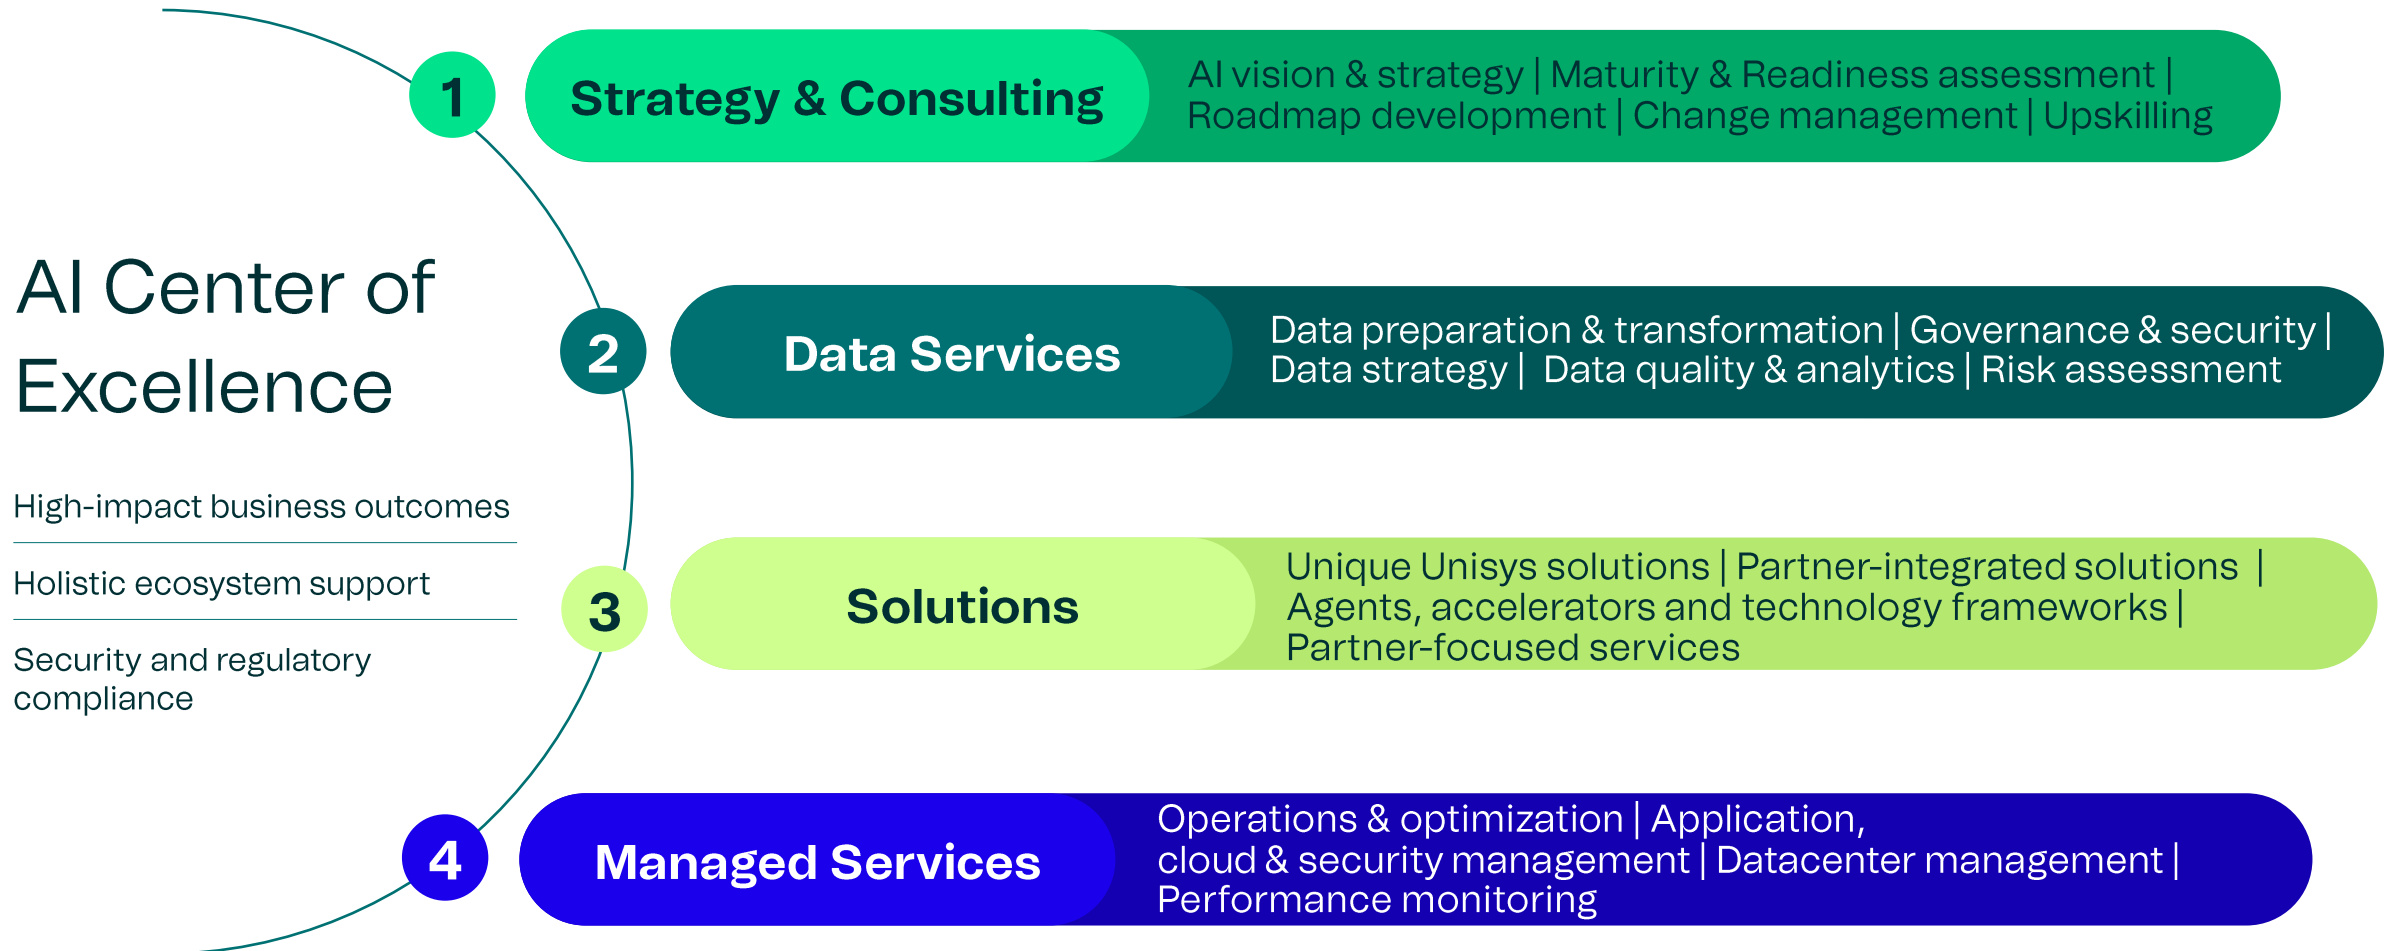 AI Center of
Excellence
High-impact business outcomes
Holistic ecosystem support
Security and regulatory
compliance
1
Strategy & Consulting
AI vision & strategy | Maturity & Readiness assessment |
Roadmap development | Change management | Upskilling
2
Data Services
Data preparation & transformation | Governance & security |
Data strategy | Data quality & analytics | Risk assessment
3
Solutions
Unique Unisys solutions | Partner-integrated solutions |
Agents, accelerators and technology frameworks |
Partner-focused services
4
Managed Services
Operations & optimization | Application,
cloud & security management | Datacenter management |
Performance monitoring